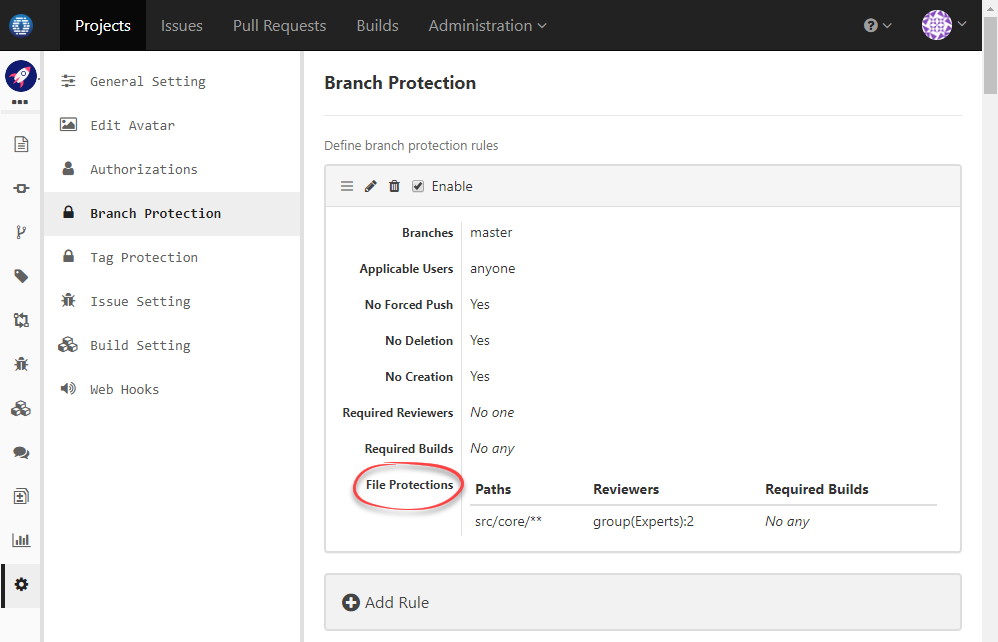 Projects Issues Pull Requests Builds Administration
General Setting
Edit Avatar
Authorizations
Branch Protection
Tag Protection
Issue Setting
Build Setting
Web Hooks
Branch Protection
Define branch protection rules
Enable
Branches master
Applicable Users anyone
No Forced Push Yes
No Deletion Yes
No Creation Yes
Required Reviewers No one
Required Builds No any
File Protections
Paths Reviewers Required Builds
src/core/** group(Experts):2 No any
Add Rule